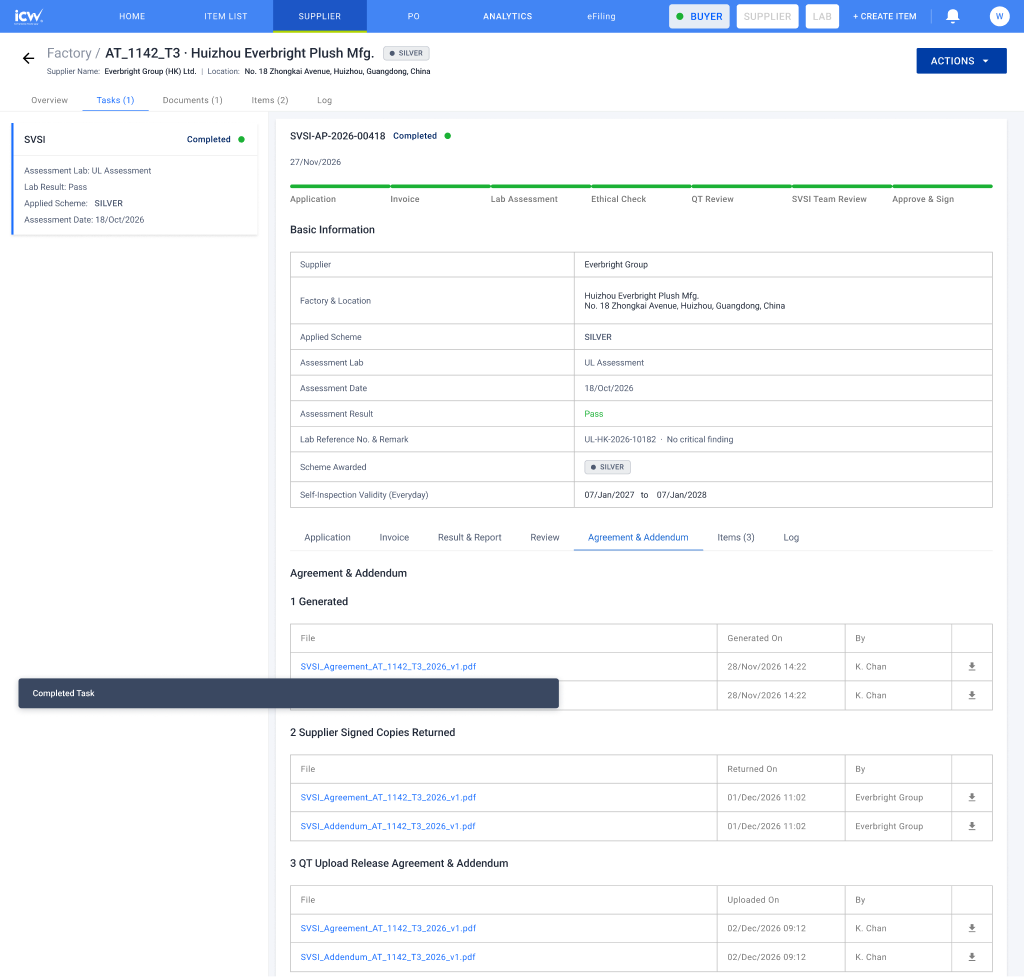 icw
HOME
ITEM LIST
SUPPLIER
PO
ANALYTICS
eFiling
BUYER
SUPPLIER
LAB
+ CREATE ITEM
W
Factory / AT_1142_T3 · Huizhou Everbright Plush Mfg.
SILVER
Supplier Name: Everbright Group (HK) Ltd. | Location: No. 18 Zhongkai Avenue, Huizhou, Guangdong, China
ACTIONS
Overview
Tasks (1)
Documents (1)
Items (2)
Log
SVSI
Completed
Assessment Lab: UL Assessment
Lab Result: Pass
Applied Scheme: SILVER
Assessment Date: 18/Oct/2026
SVSI-AP-2026-00418 Completed
27/Nov/2026
Application
Invoice
Lab Assessment
Ethical Check
QT Review
SVSI Team Review
Approve & Sign
Basic Information
Supplier
Everbright Group
Factory & Location
Huizhou Everbright Plush Mfg.
No. 18 Zhongkai Avenue, Huizhou, Guangdong, China
Applied Scheme
SILVER
Assessment Lab
UL Assessment
Assessment Date
18/Oct/2026
Assessment Result
Pass
Lab Reference No. & Remark
UL-HK-2026-10182 · No critical finding
Scheme Awarded
SILVER
Self-Inspection Validity (Everyday)
07/Jan/2027 to 07/Jan/2028
Application
Invoice
Result & Report
Review
Agreement & Addendum
Items (3)
Log
Agreement & Addendum
1 Generated
File
Generated On
By
SVSI_Agreement_AT_1142_T3_2026_v1.pdf
28/Nov/2026 14:22
K. Chan
Completed Task
28/Nov/2026 14:22
K. Chan
2 Supplier Signed Copies Returned
File
Returned On
By
SVSI_Agreement_AT_1142_T3_2026_v1.pdf
01/Dec/2026 11:02
Everbright Group
SVSI_Addendum_AT_1142_T3_2026_v1.pdf
01/Dec/2026 11:02
Everbright Group
3 QT Upload Release Agreement & Addendum
File
Uploaded On
By
SVSI_Agreement_AT_1142_T3_2026_v1.pdf
02/Dec/2026 09:12
K. Chan
SVSI_Addendum_AT_1142_T3_2026_v1.pdf
02/Dec/2026 09:12
K. Chan